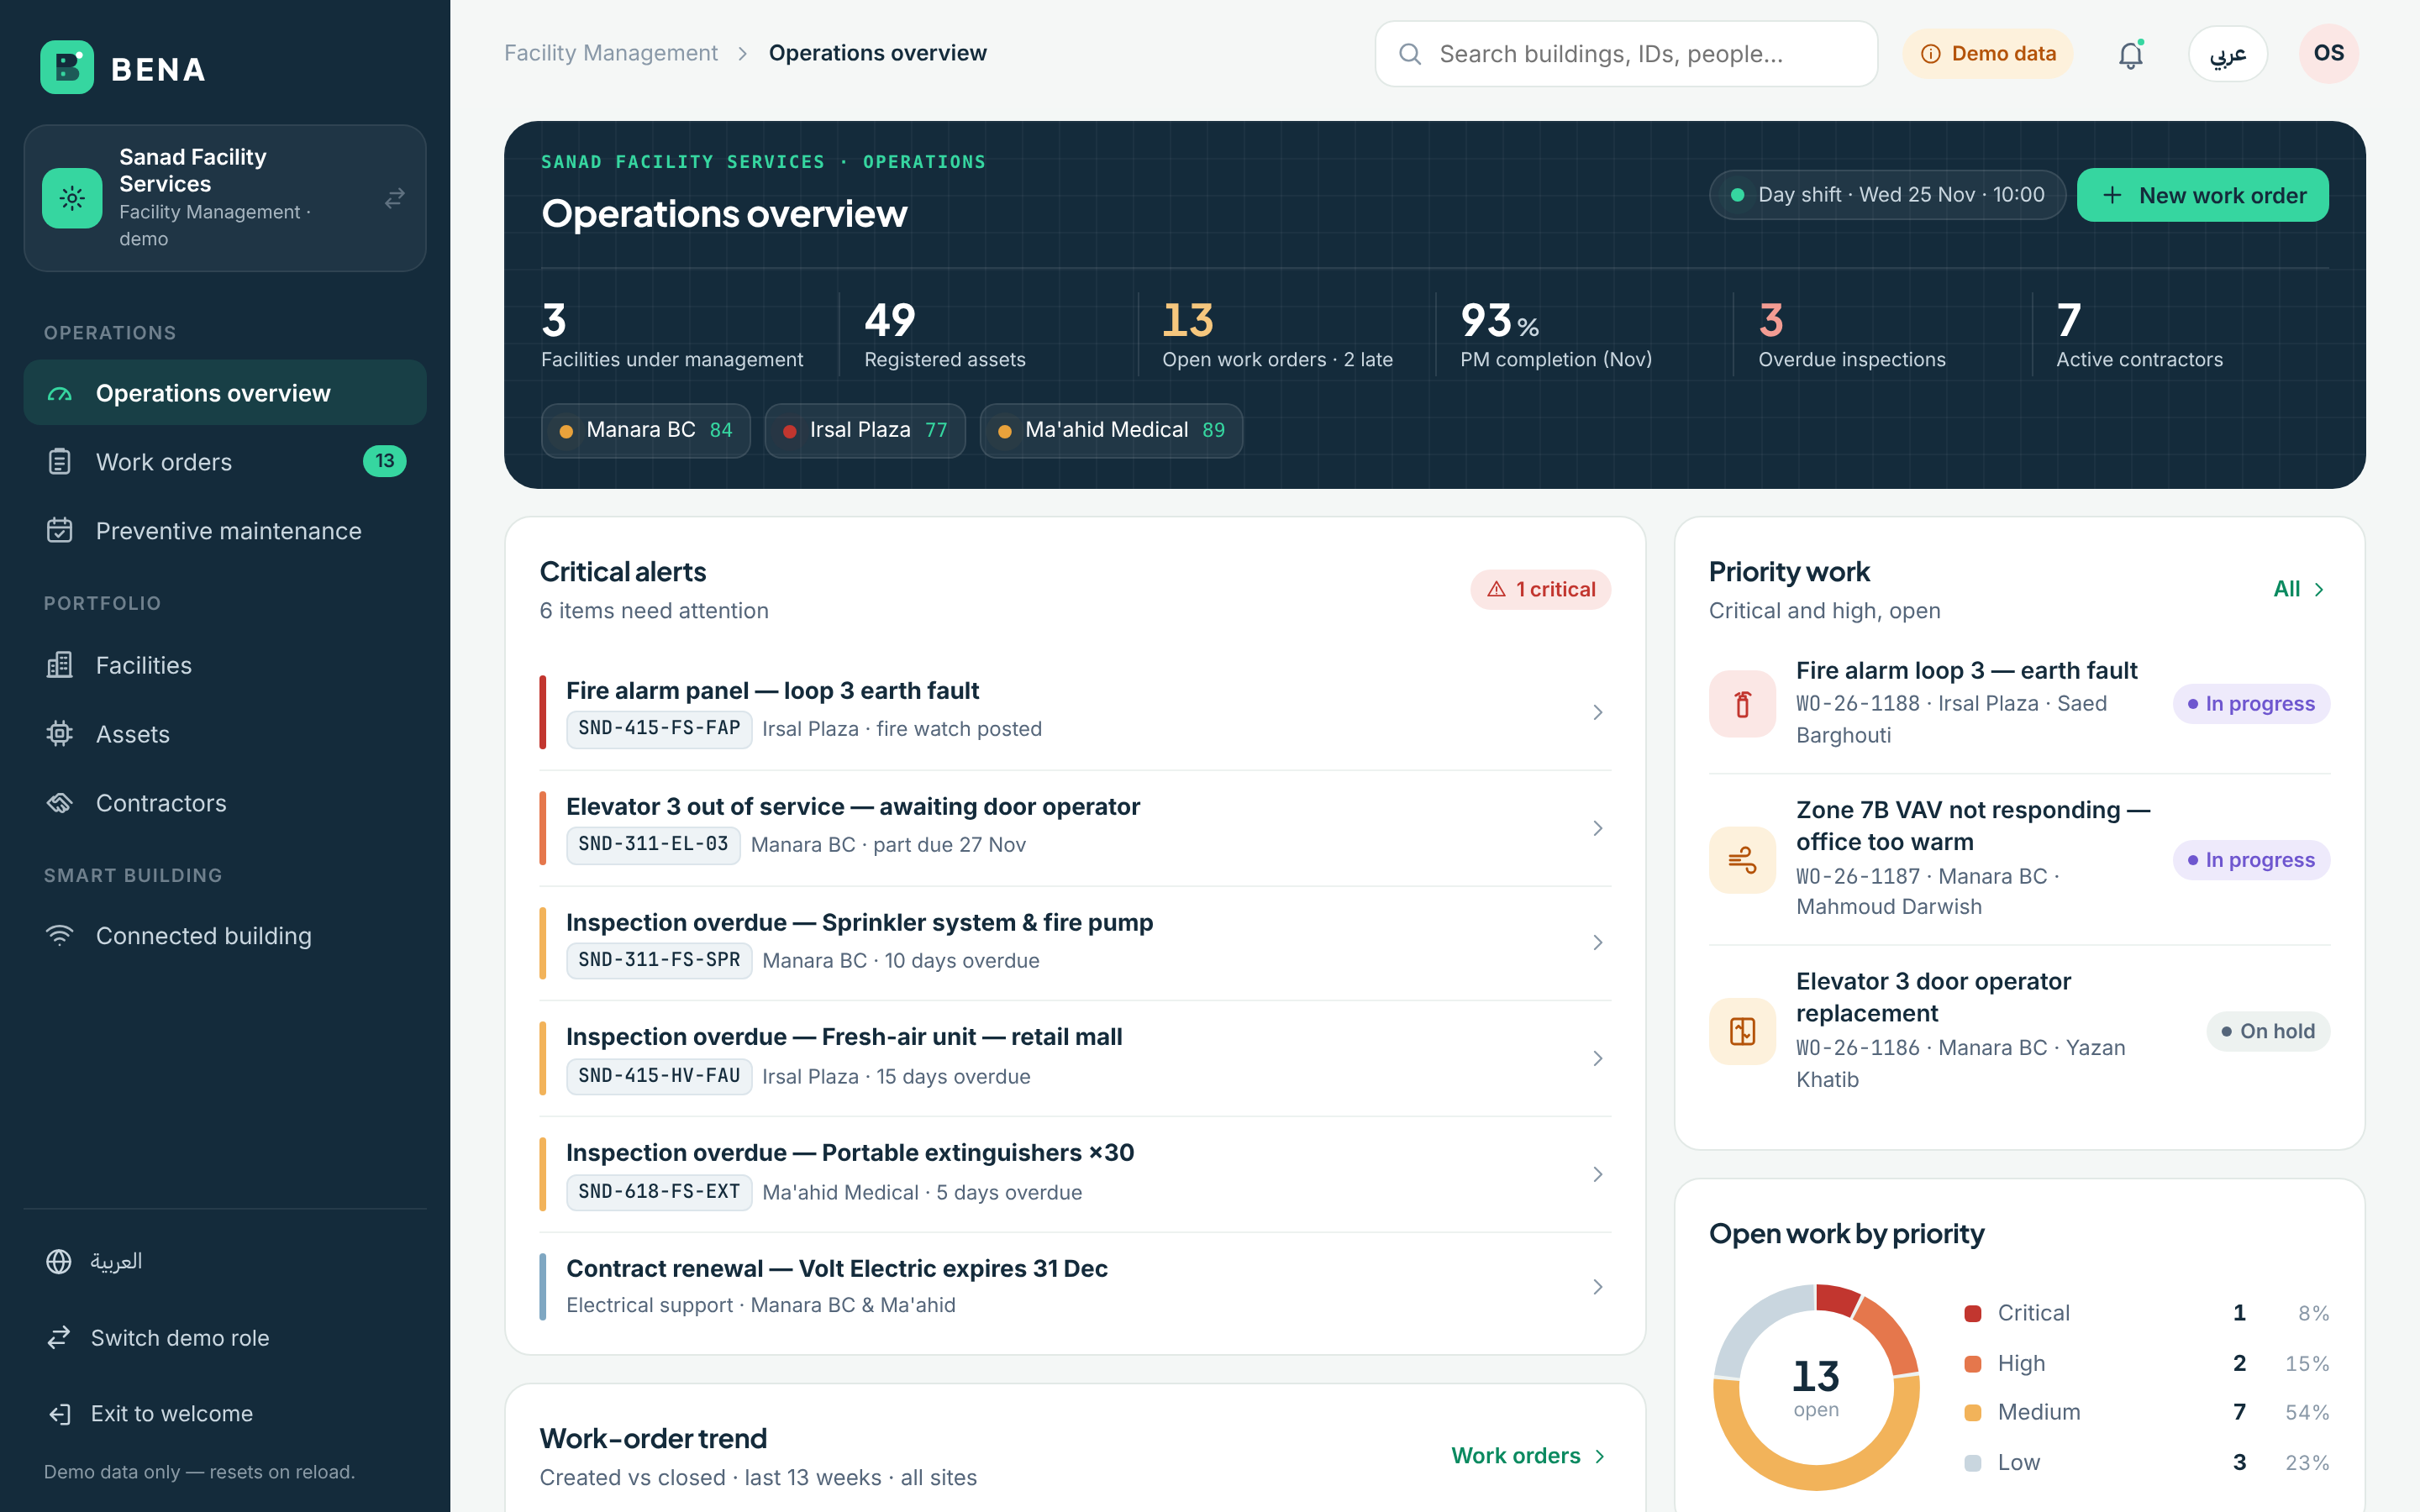 BENA
Sanad Facility
Services
Facility Management ·
demo
OPERATIONS
Operations overview
Work orders 13
Preventive maintenance
PORTFOLIO
Facilities
Assets
Contractors
SMART BUILDING
Connected building
العربية
Switch demo role
Exit to welcome
Demo data only — resets on reload.
Facility Management > Operations overview
Search buildings, IDs, people...
Demo data
عربي
OS
SANAD FACILITY SERVICES · OPERATIONS
Operations overview
Day shift · Wed 25 Nov · 10:00
New work order
3
Facilities under management
49
Registered assets
13
Open work orders · 2 late
93%
PM completion (Nov)
3
Overdue inspections
7
Active contractors
Manara BC 84
Irsal Plaza 77
Ma'ahid Medical 89
Critical alerts
6 items need attention
1 critical
Fire alarm panel — loop 3 earth fault
SND-415-FS-FAP Irsal Plaza · fire watch posted
Elevator 3 out of service — awaiting door operator
SND-311-EL-03 Manara BC · part due 27 Nov
Inspection overdue — Sprinkler system & fire pump
SND-311-FS-SPR Manara BC · 10 days overdue
Inspection overdue — Fresh-air unit — retail mall
SND-415-HV-FAU Irsal Plaza · 15 days overdue
Inspection overdue — Portable extinguishers ×30
SND-618-FS-EXT Ma'ahid Medical · 5 days overdue
Contract renewal — Volt Electric expires 31 Dec
Electrical support · Manara BC & Ma'ahid
Work-order trend
Created vs closed · last 13 weeks · all sites
Work orders
Priority work
Critical and high, open
All
Fire alarm loop 3 — earth fault
WO-26-1188 · Irsal Plaza · Saed
Barghouti
In progress
Zone 7B VAV not responding —
office too warm
WO-26-1187 · Manara BC ·
Mahmoud Darwish
In progress
Elevator 3 door operator
replacement
WO-26-1186 · Manara BC · Yazan
Khatib
On hold
Open work by priority
13
open
Critical 1 8%
High 2 15%
Medium 7 54%
Low 3 23%